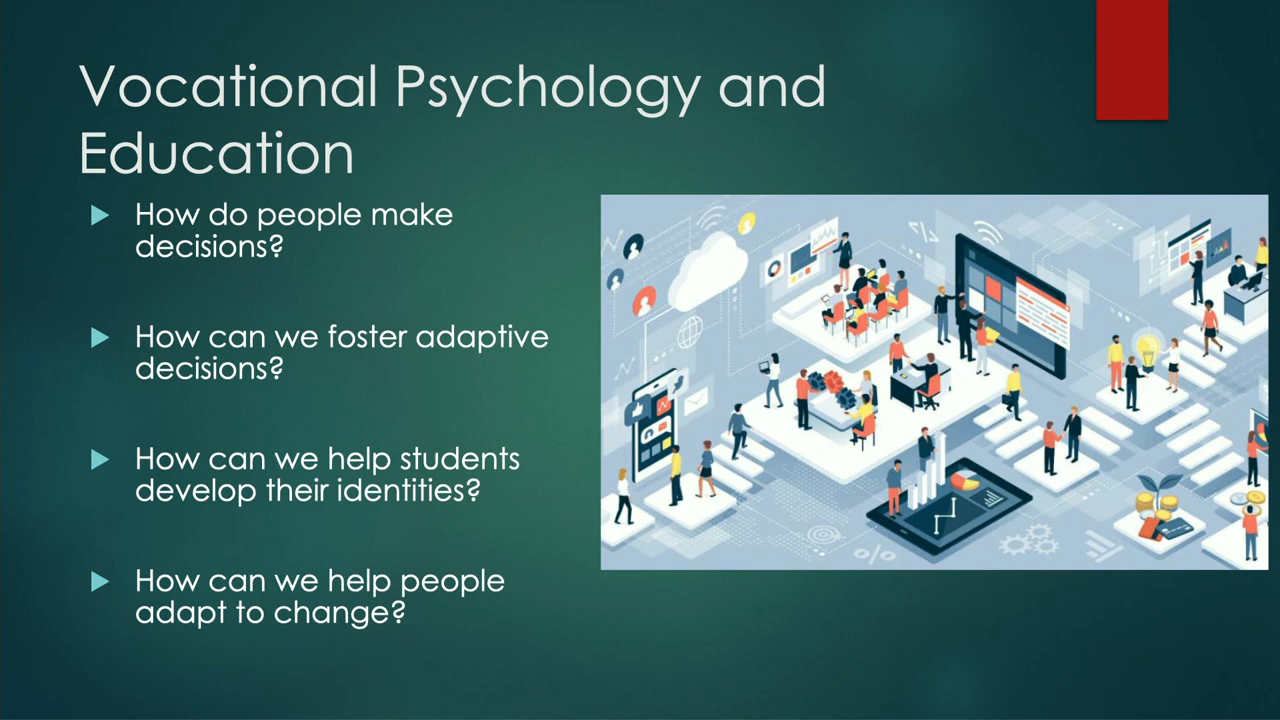 Vocational Psychology and
Education
How do people make
decisions?
How can we foster adaptive
decisions?
How can we help students
develop their identities?
How can we help people
adapt to change?